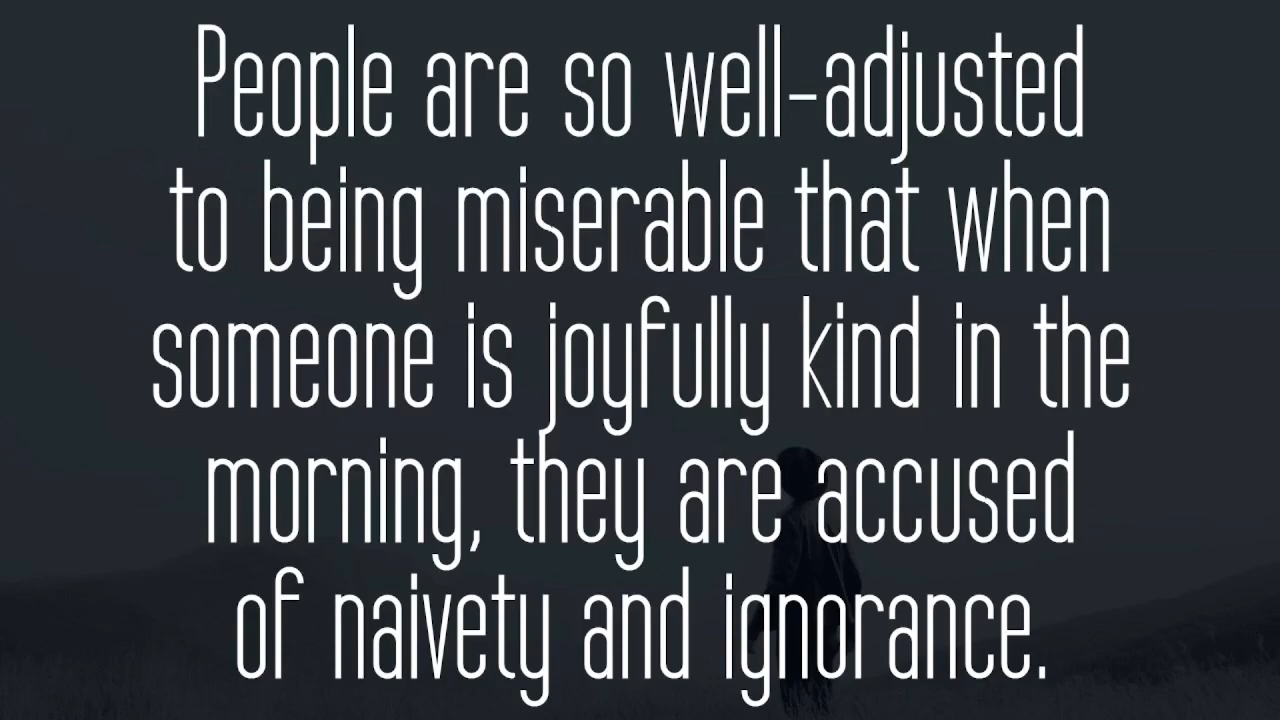 People are so well-adjusted
to being miserable that when
someone is joyfully kind in the
morning, they are accused
of naivety and ignorance.